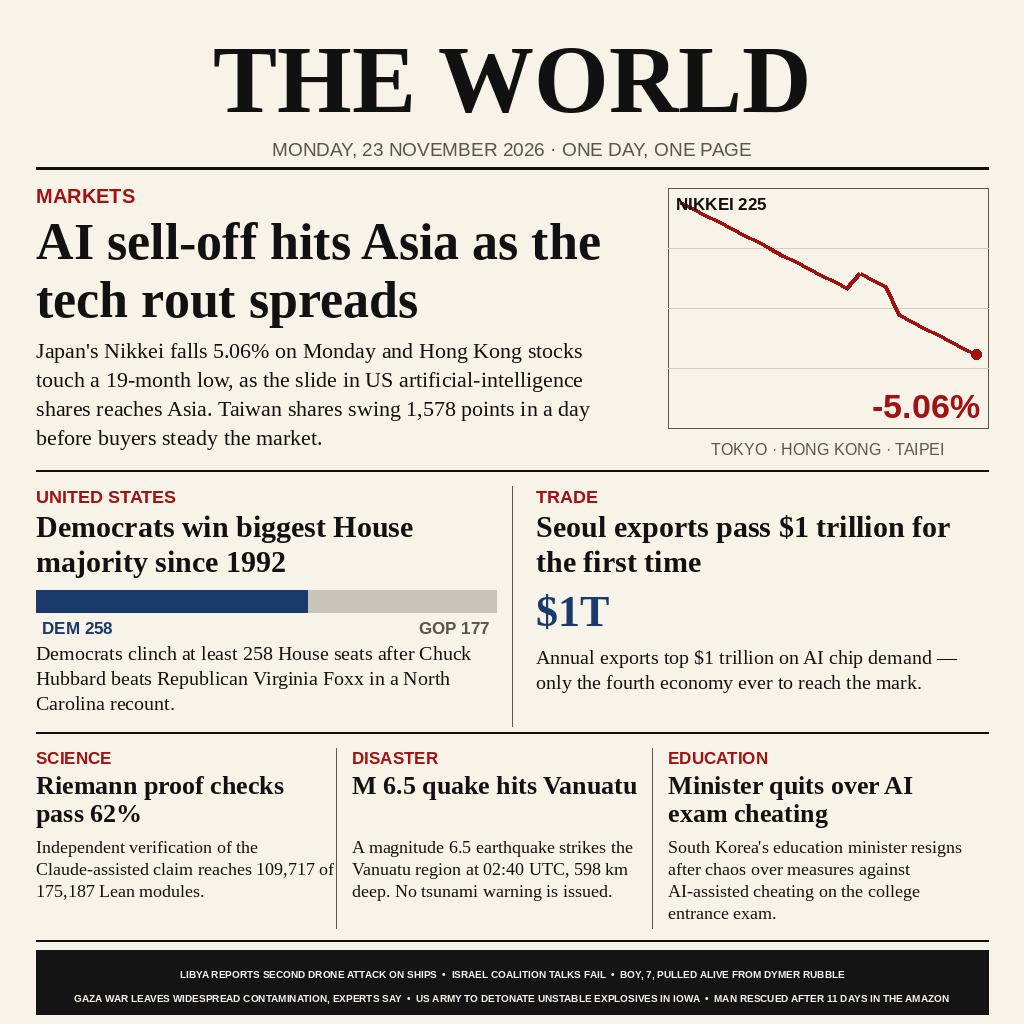 THE WORLD
MONDAY, 23 NOVEMBER 2026 · ONE DAY, ONE PAGE
MARKETS
AI sell-off hits Asia as the
tech rout spreads
Japan's Nikkei falls 5.06% on Monday and Hong Kong stocks
touch a 19-month low, as the slide in US artificial-intelligence
shares reaches Asia. Taiwan shares swing 1,578 points in a day
before buyers steady the market.
NIKKEI 225
-5.06%
TOKYO · HONG KONG · TAIPEI
UNITED STATES
Democrats win biggest House
majority since 1992
DEM 258
GOP 177
Democrats clinch at least 258 House seats after Chuck
Hubbard beats Republican Virginia Foxx in a North
Carolina recount.
TRADE
Seoul exports pass $1 trillion for
the first time
$1T
Annual exports top $1 trillion on AI chip demand —
only the fourth economy ever to reach the mark.
SCIENCE
Riemann proof checks
pass 62%
Independent verification of the
Claude-assisted claim reaches 109,717 of
175,187 Lean modules.
DISASTER
M 6.5 quake hits Vanuatu
A magnitude 6.5 earthquake strikes the
Vanuatu region at 02:40 UTC, 598 km
deep. No tsunami warning is issued.
EDUCATION
Minister quits over AI
exam cheating
South Korea's education minister resigns
after chaos over measures against
AI-assisted cheating on the college
entrance exam.
LIBYA REPORTS SECOND DRONE ATTACK ON SHIPS • ISRAEL COALITION TALKS FAIL • BOY, 7, PULLED ALIVE FROM DYMER RUBBLE
GAZA WAR LEAVES WIDESPREAD CONTAMINATION, EXPERTS SAY • US ARMY TO DETONATE UNSTABLE EXPLOSIVES IN IOWA • MAN RESCUED AFTER 11 DAYS IN THE AMAZON